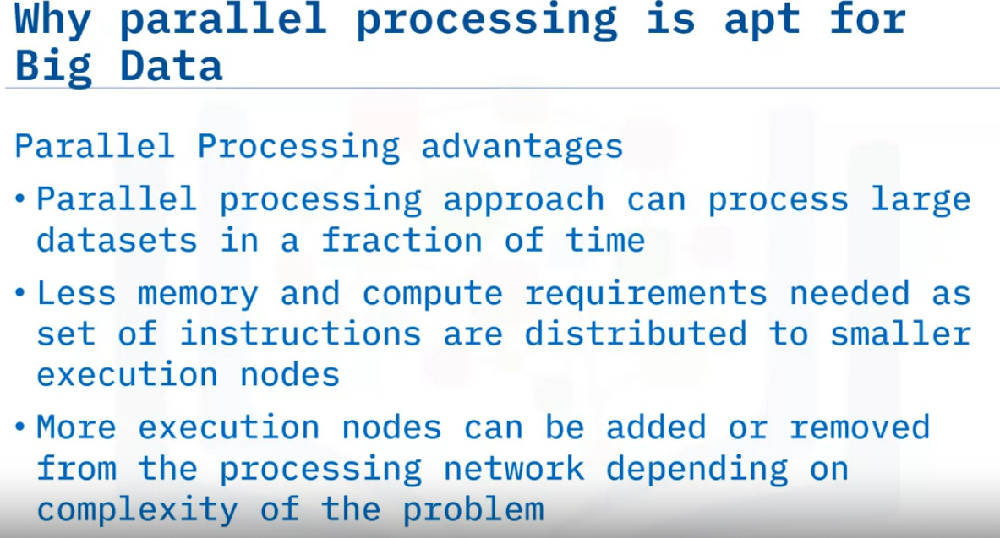 Why parallel processing is apt for
Big Data
Parallel Processing advantages
• Parallel processing approach can process large
datasets in a fraction of time
• Less memory and compute requirements needed as
set of instructions are distributed to smaller
execution nodes
• More execution nodes can be added or removed
from the processing network depending on
complexity of the problem